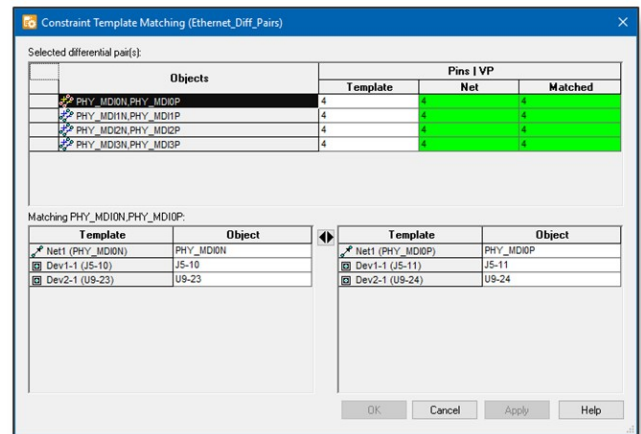 Constraint Template Matching (Ethernet_Diff_Pairs)
Selected differential pair(s):
Objects Pins | VP
Template Net Matched
PHY_MDI0N,PHY_MDI0P 4 4 4
PHY_MDI1N,PHY_MDI1P 4 4 4
PHY_MDI2N,PHY_MDI2P 4 4 4
PHY_MDI3N,PHY_MDI3P 4 4 4
Matching PHY_MDI0N,PHY_MDI0P:
Template Object
Net1 (PHY_MDI0N) PHY_MDI0N
Dev1-1 (J5-10) J5-10
Dev2-1 (U9-23) U9-23
Template Object
Net1 (PHY_MDI0P) PHY_MDI0P
Dev1-1 (J5-11) J5-11
Dev2-1 (U9-24) U9-24
OK Cancel Apply Help